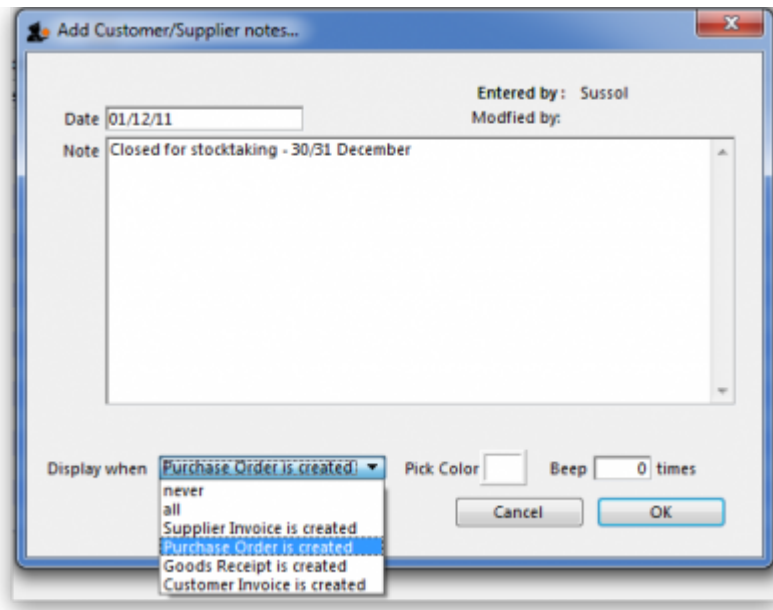 Add Customer/Supplier notes...
Entered by: Sussol
Date 01/12/11
Modfied by:
Note Closed for stocktaking - 30/31 December
Display when Purchase Order is created Pick Color Beep 0 times
never
all
Supplier Invoice is created
Purchase Order is created
Goods Receipt is created
Customer Invoice is created
Cancel OK